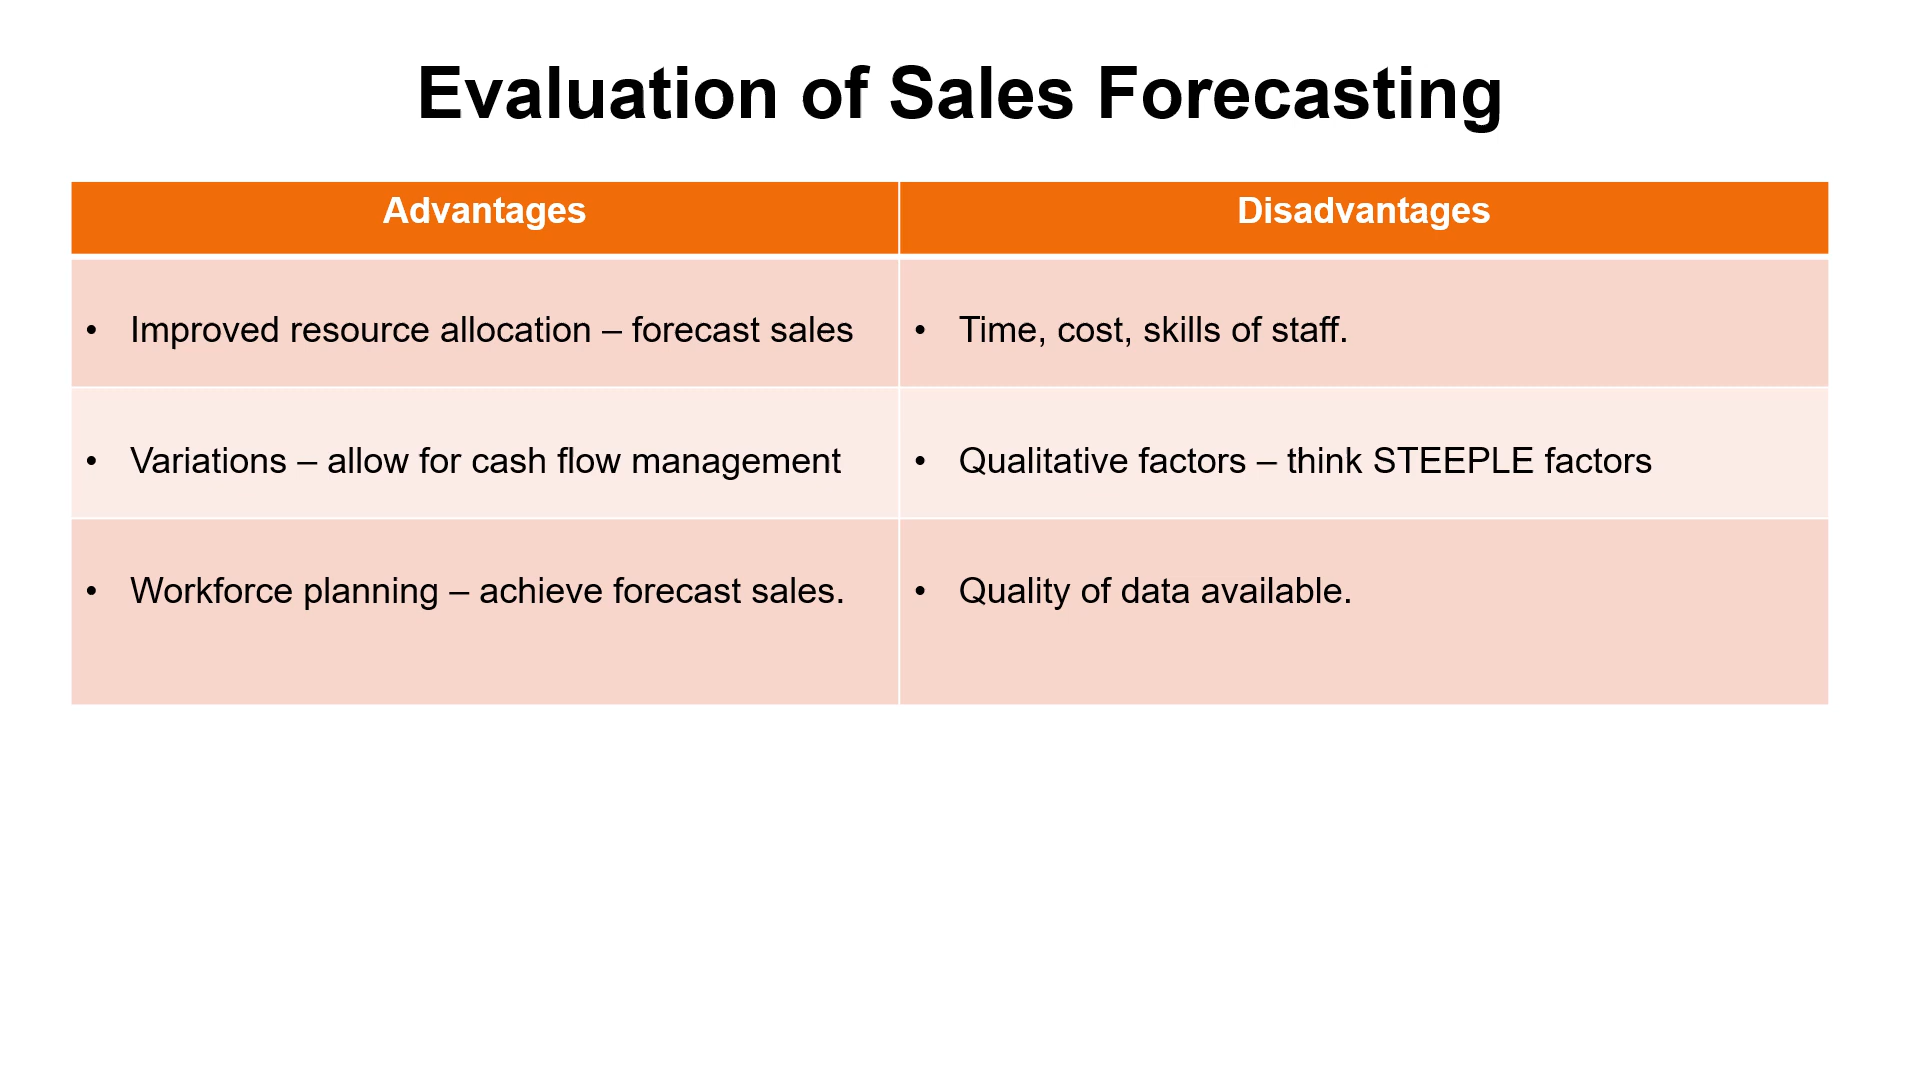 Evaluation of Sales Forecasting
Advantages
Disadvantages
• Improved resource allocation – forecast sales
• Time, cost, skills of staff.
• Variations – allow for cash flow management
• Qualitative factors – think STEEPLE factors
• Workforce planning – achieve forecast sales.
• Quality of data available.